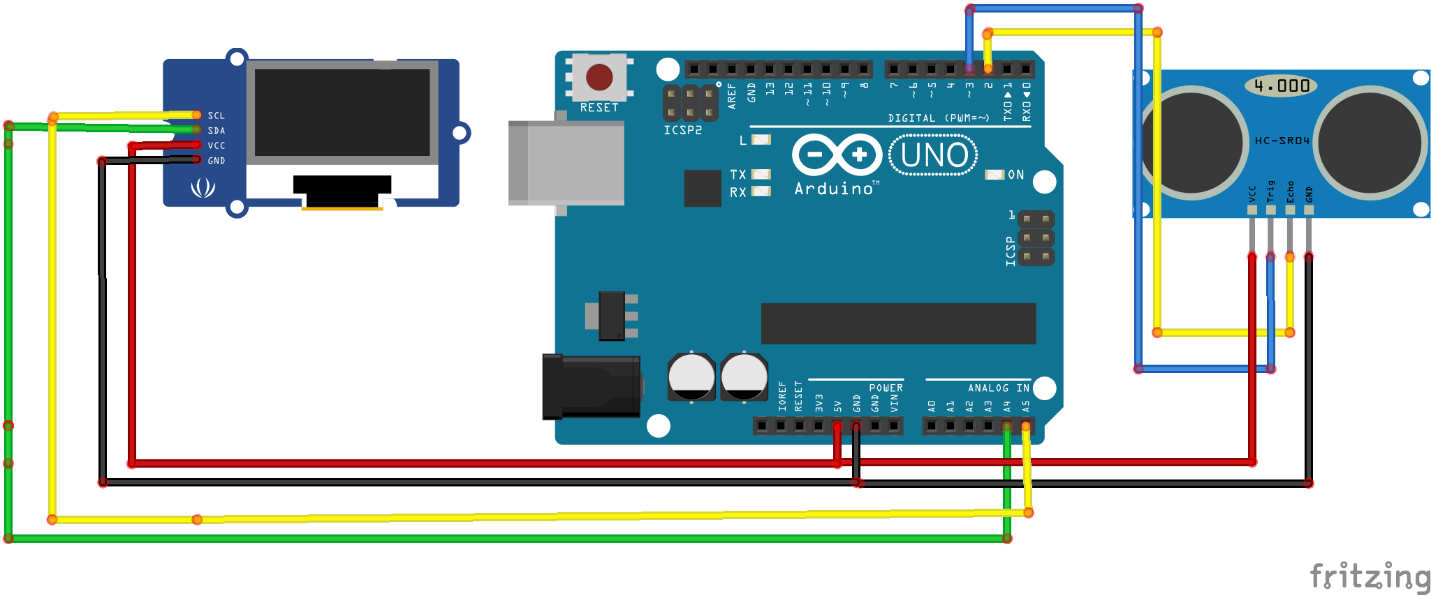 SCL
SDA
VCC
GND
RESET
ICSP2
AREF
GND
13
12
~11
~10
~9
8
7
~6
~5
4
~3
2
TX0▶1
RX0◀0
DIGITAL (PWM=~)
L
TX
RX
UNO
Arduino™
ON
1
ICSP
IOREF
RESET
3V3
5V
GND
GND
VIN
POWER
ANALOG IN
A0
A1
A2
A3
A4
A5
4.000
HC-SR04
VCC
Trig
Echo
GND
fritzing